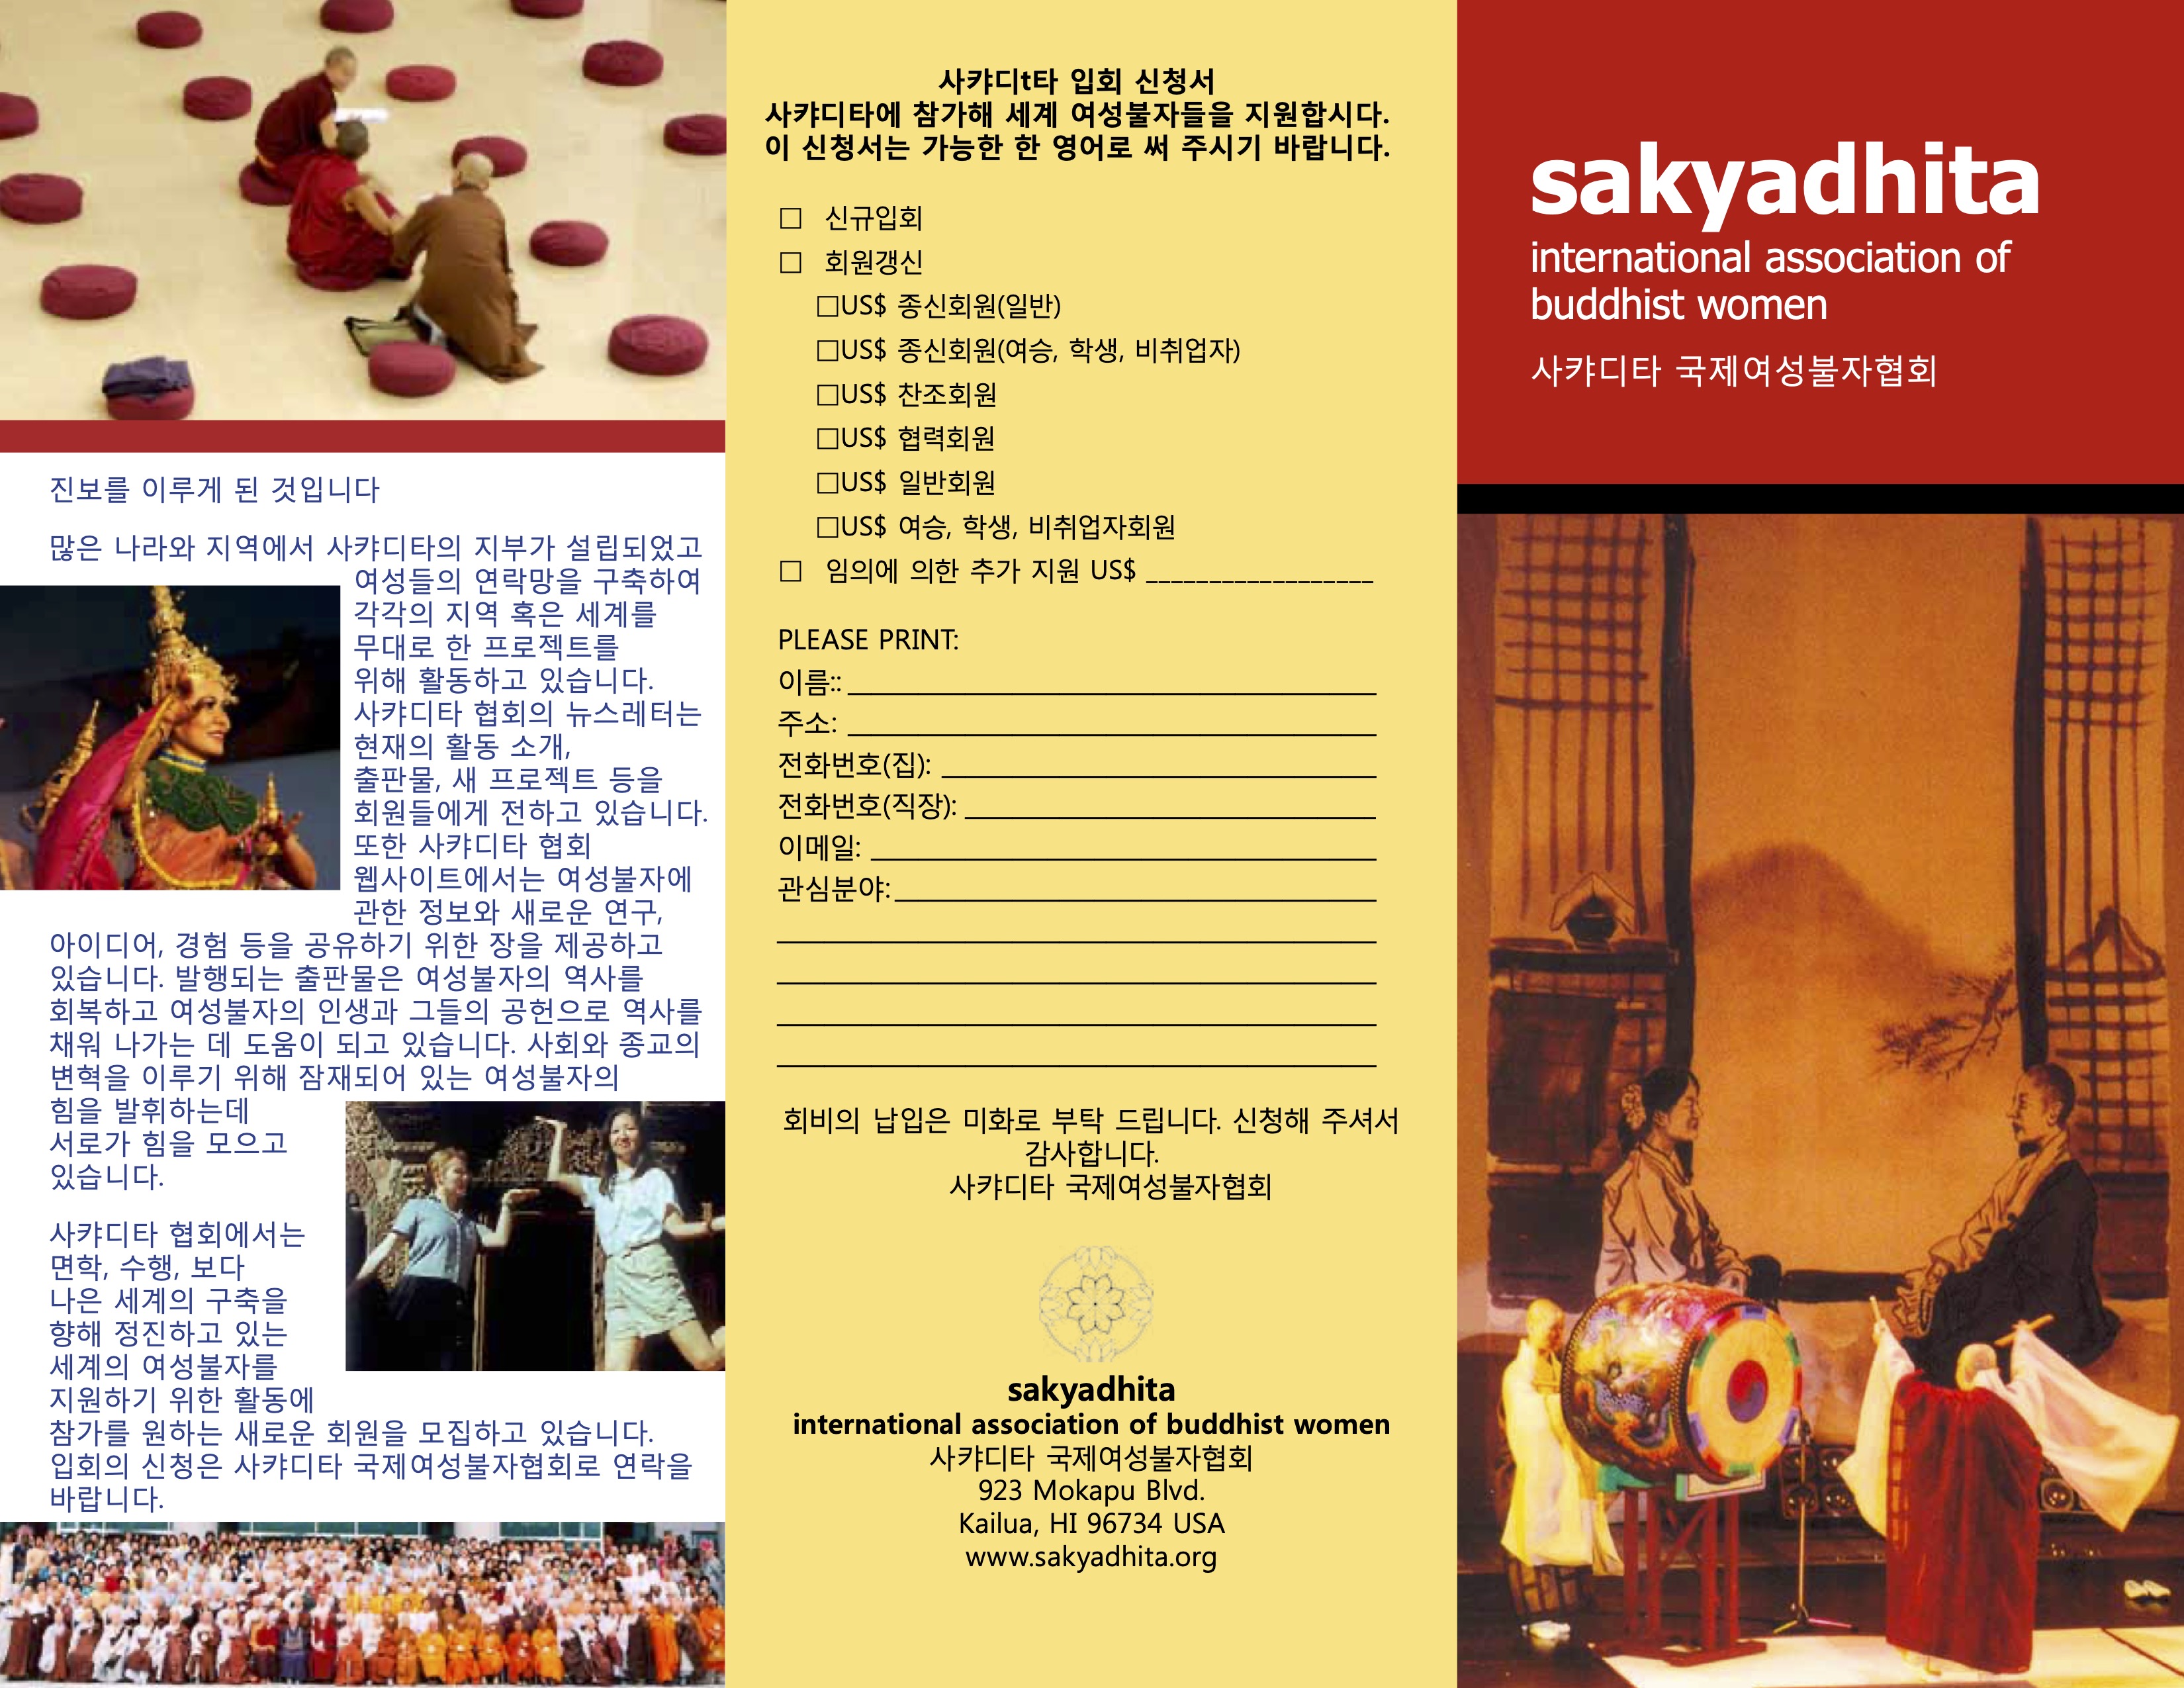 진보를 이루게 된 것입니다
많은 나라와 지역에서 사캬디타의 지부가 설립되었고
여성들의 연락망을 구축하여
각각의 지역 혹은 세계를
무대로 한 프로젝트를
위해 활동하고 있습니다.
사캬디타 협회의 뉴스레터는
현재의 활동 소개,
출판물, 새 프로젝트 등을
회원들에게 전하고 있습니다.
또한 사캬디타 협회
웹사이트에서는 여성불자에
관한 정보와 새로운 연구,
아이디어, 경험 등을 공유하기 위한 장을 제공하고
있습니다. 발행되는 출판물은 여성불자의 역사를
회복하고 여성불자의 인생과 그들의 공헌으로 역사를
채워 나가는 데 도움이 되고 있습니다. 사회와 종교의
변혁을 이루기 위해 잠재되어 있는 여성불자의
힘을 발휘하는데
서로가 힘을 모으고
있습니다.
사캬디타 협회에서는
면학, 수행, 보다
나은 세계의 구축을
향해 정진하고 있는
세계의 여성불자를
지원하기 위한 활동에
참가를 원하는 새로운 회원을 모집하고 있습니다.
입회의 신청은 사캬디타 국제여성불자협회로 연락을
바랍니다.
사캬디t타 입회 신청서
사캬디타에 참가해 세계 여성불자들을 지원합시다.
이 신청서는 가능한 한 영어로 써 주시기 바랍니다.
□ 신규입회
□ 회원갱신
□US$ 종신회원(일반)
□US$ 종신회원(여승, 학생, 비취업자)
□US$ 찬조회원
□US$ 협력회원
□US$ 일반회원
□US$ 여승, 학생, 비취업자회원
□ 임의에 의한 추가 지원 US$ __________________
PLEASE PRINT:
이름::
주소:
전화번호(집):
전화번호(직장):
이메일:
관심분야:
회비의 납입은 미화로 부탁 드립니다. 신청해 주셔서
감사합니다.
사캬디타 국제여성불자협회
sakyadhita
international association of buddhist women
사캬디타 국제여성불자협회
923 Mokapu Blvd.
Kailua, HI 96734 USA
www.sakyadhita.org
sakyadhita
international association of
buddhist women
사캬디타 국제여성불자협회